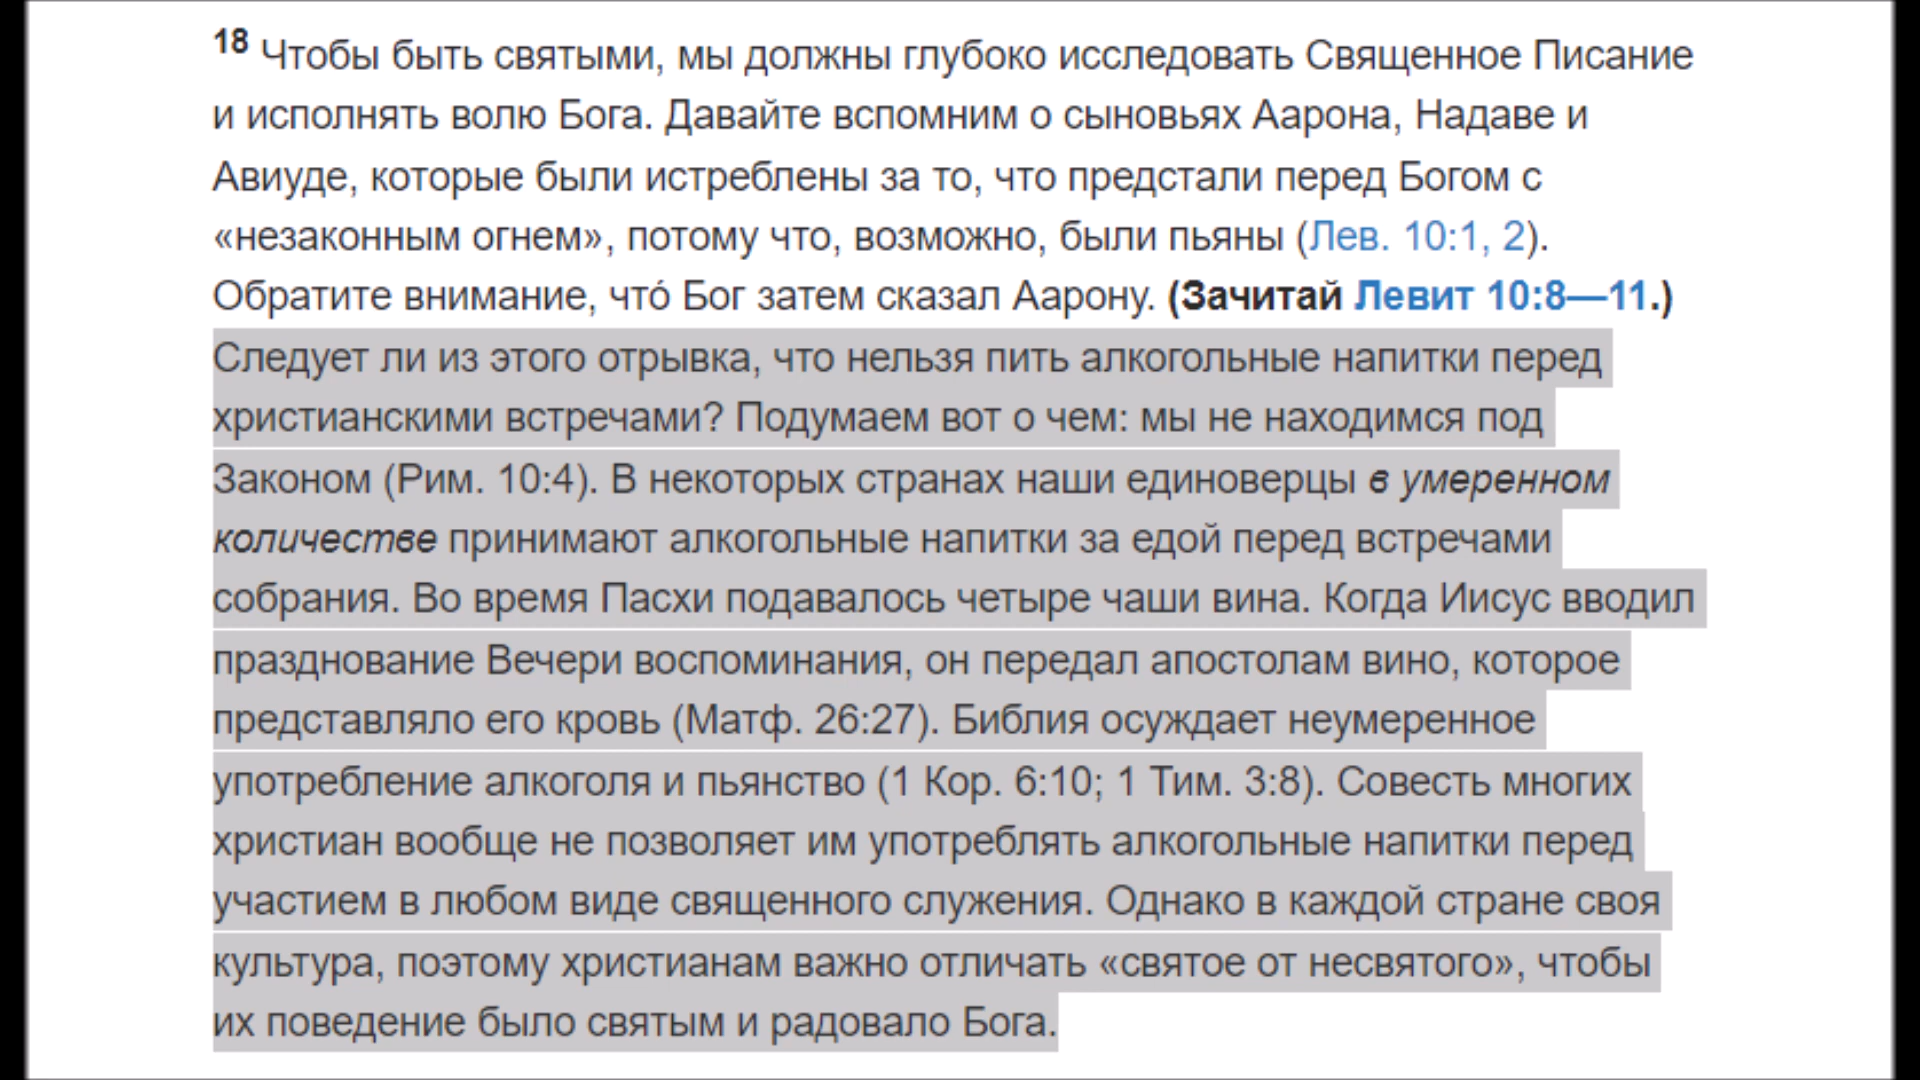 18 Чтобы быть святыми, мы должны глубоко исследовать Священное Писание
и исполнять волю Бога. Давайте вспомним о сыновьях Аарона, Надаве и
Авиуде, которые были истреблены за то, что предстали перед Богом с
«незаконным огнем», потому что, возможно, были пьяны (Лев. 10:1, 2).
Обратите внимание, что́ Бог затем сказал Аарону. (Зачитай Левит 10:8—11.)
Следует ли из этого отрывка, что нельзя пить алкогольные напитки перед
христианскими встречами? Подумаем вот о чем: мы не находимся под
Законом (Рим. 10:4). В некоторых странах наши единоверцы в умеренном
количестве принимают алкогольные напитки за едой перед встречами
собрания. Во время Пасхи подавалось четыре чаши вина. Когда Иисус вводил
празднование Вечери воспоминания, он передал апостолам вино, которое
представляло его кровь (Матф. 26:27). Библия осуждает неумеренное
употребление алкоголя и пьянство (1 Кор. 6:10; 1 Тим. 3:8). Совесть многих
христиан вообще не позволяет им употреблять алкогольные напитки перед
участием в любом виде священного служения. Однако в каждой стране своя
культура, поэтому христианам важно отличать «святое от несвятого», чтобы
их поведение было святым и радовало Бога.